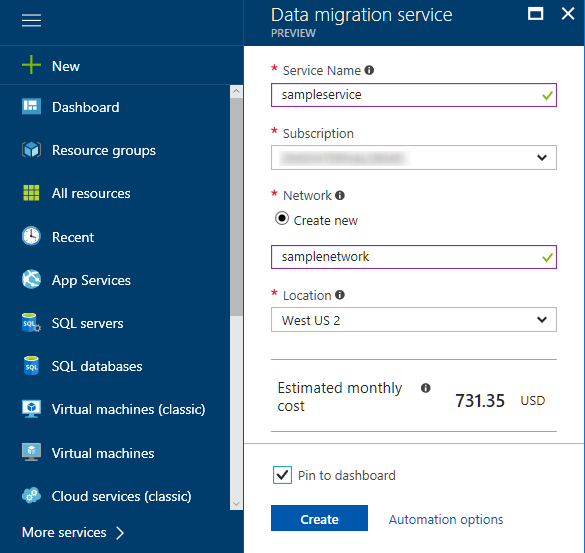 New
Dashboard
Resource groups
All resources
Recent
App Services
SQL servers
SQL databases
Virtual machines (classic)
Virtual machines
Cloud services (classic)
More services
Data migration service
PREVIEW
* Service Name
sampleservice
* Subscription
* Network
Create new
samplenetwork
* Location
West US 2
Estimated monthly
cost
731.35 USD
Pin to dashboard
Create Automation options